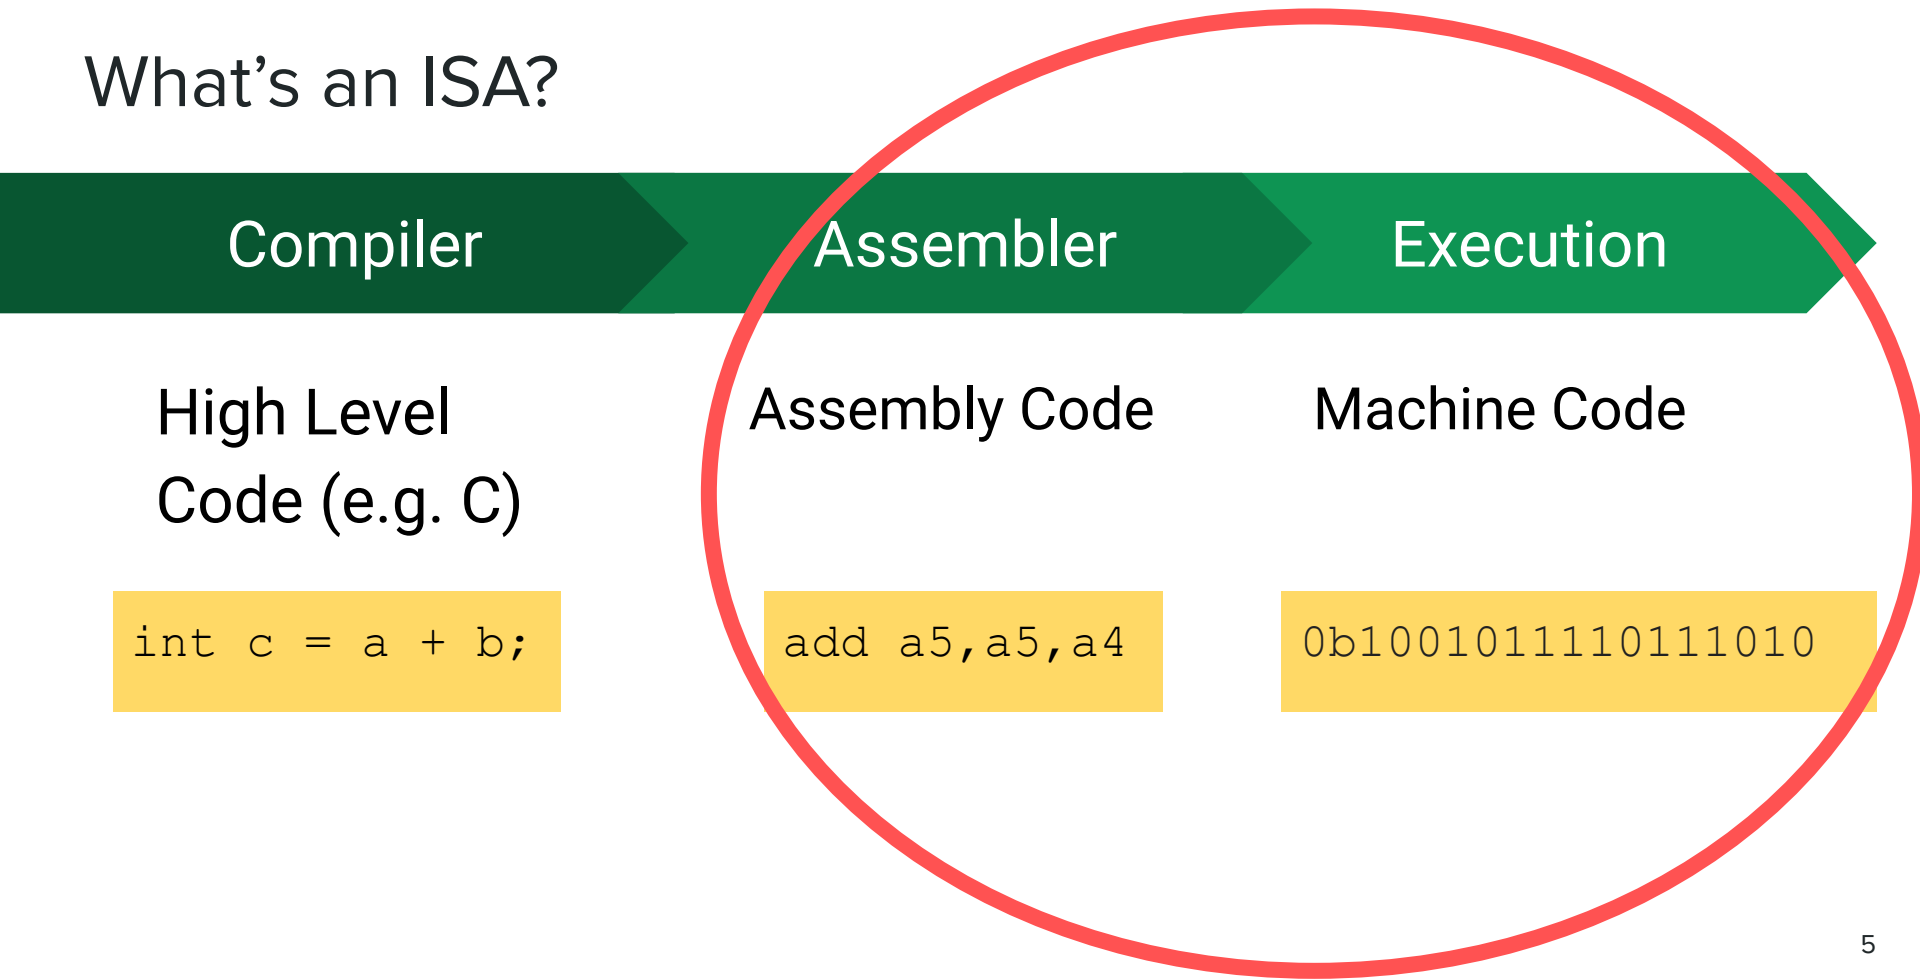 What’s an ISA?
Compiler
Assembler
Execution
High Level
Code (e.g. C)
Assembly Code
Machine Code
int c = a + b;
add a5,a5,a4
0b1001011110111010
5